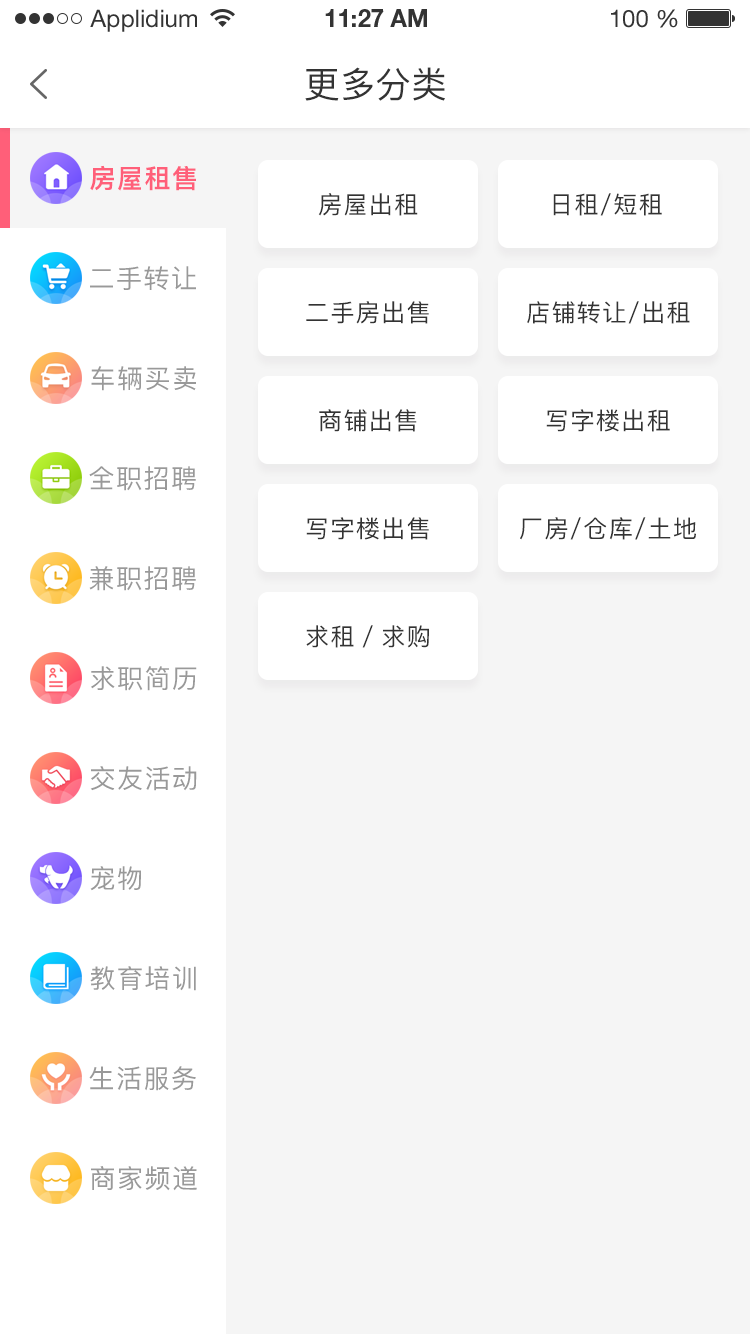 Applidium 11:27 AM 100 %
更多分类
房屋租售
二手转让
车辆买卖
全职招聘
兼职招聘
求职简历
交友活动
宠物
教育培训
生活服务
商家频道
房屋出租
日租/短租
二手房出售
店铺转让/出租
商铺出售
写字楼出租
写字楼出售
厂房/仓库/土地
求租 / 求购